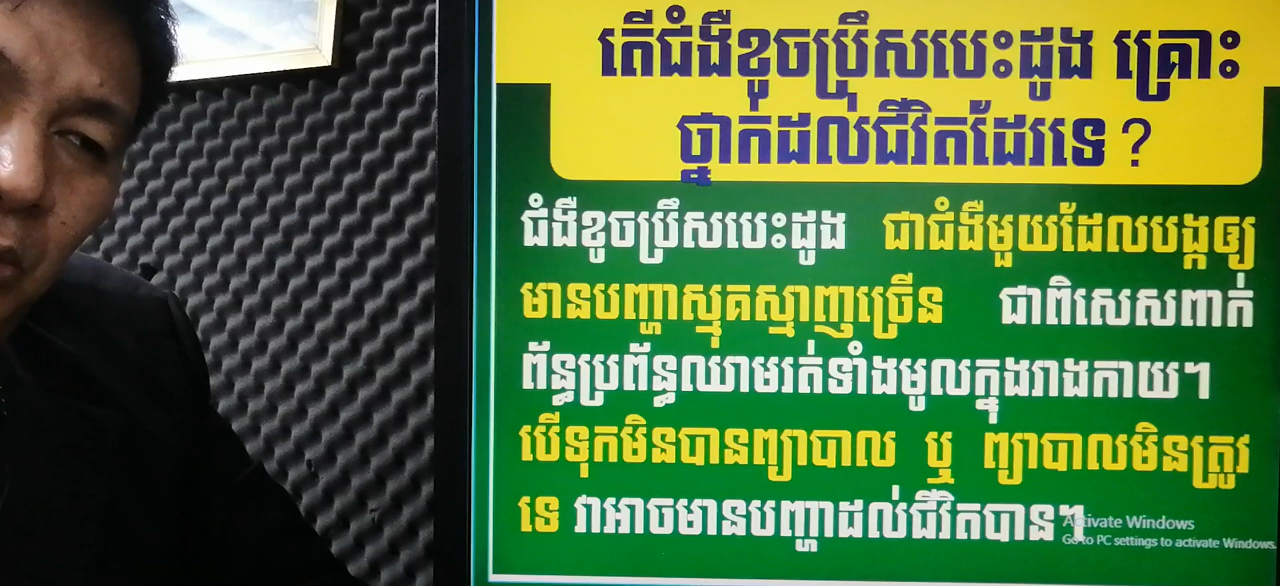 តើជំងឺខូចប្រឹសបេះដូង គ្រោះ
ថ្នាក់ដល់ជីវិតដែរទេ?
ជំងឺខូចប្រឹសបេះដូង ជាជំងឺមួយដែលបង្កឲ្យ
មានបញ្ហាស្មុគស្មាញច្រើន ជាពិសេសពាក់
ព័ន្ធប្រព័ន្ធឈាមរត់ទាំងមូលក្នុងរាងកាយៗ
បើទុកមិនបានព្យាបាល ឬ ព្យាបាលមិនត្រូវ
ទេ វាអាចមានបញ្ហាដល់ជីវិតបានៗ
Activate Windows
Go to PC settings to activate Windows.